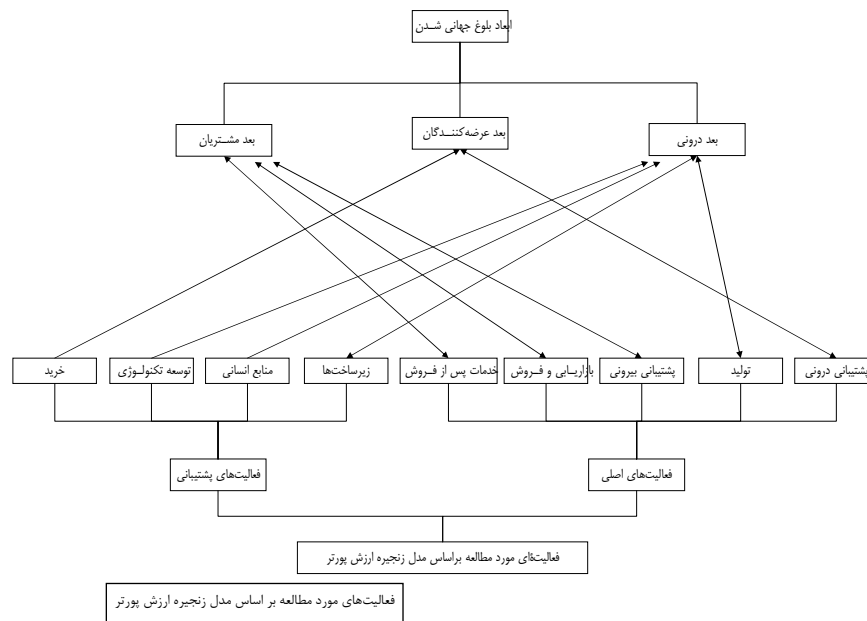 ابعاد بلوغ جهانی شدن
بعد درونی
بعد عرضه‌کنندگان
بعد مشتریان
پشتیبانی درونی
تولید
پشتیبانی بیرونی
بازاریابی و فروش
خدمات پس از فروش
زیرساخت‌ها
منابع انسانی
توسعه تکنولوژی
خرید
فعالیت‌های اصلی
فعالیت‌های پشتیبانی
فعالیت‌های مورد مطالعه براساس مدل زنجیره ارزش پورتر
فعالیت‌های مورد مطالعه بر اساس مدل زنجیره ارزش پورتر